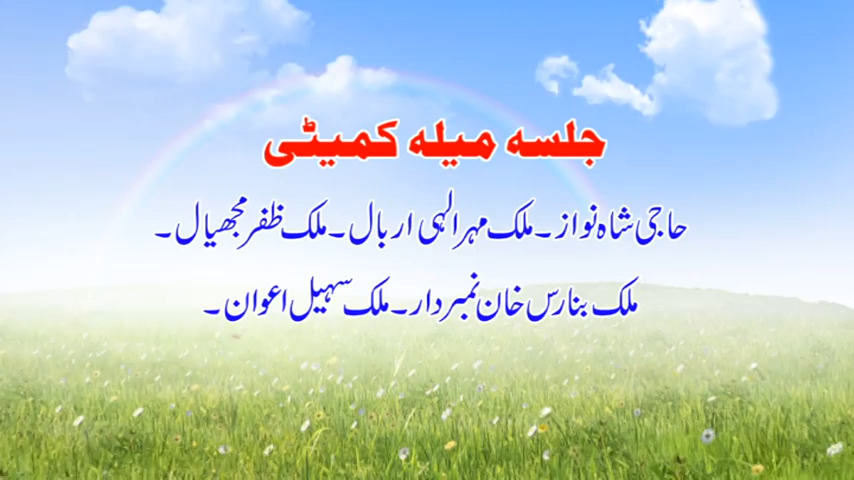 جلسہ میلہ کمیٹی
حاجی شاہ نواز۔ ملک مہر الہی اربال۔ ملک ظفر مجھیال۔
ملک بنارس خان نمبردار۔ ملک سہیل اعوان۔